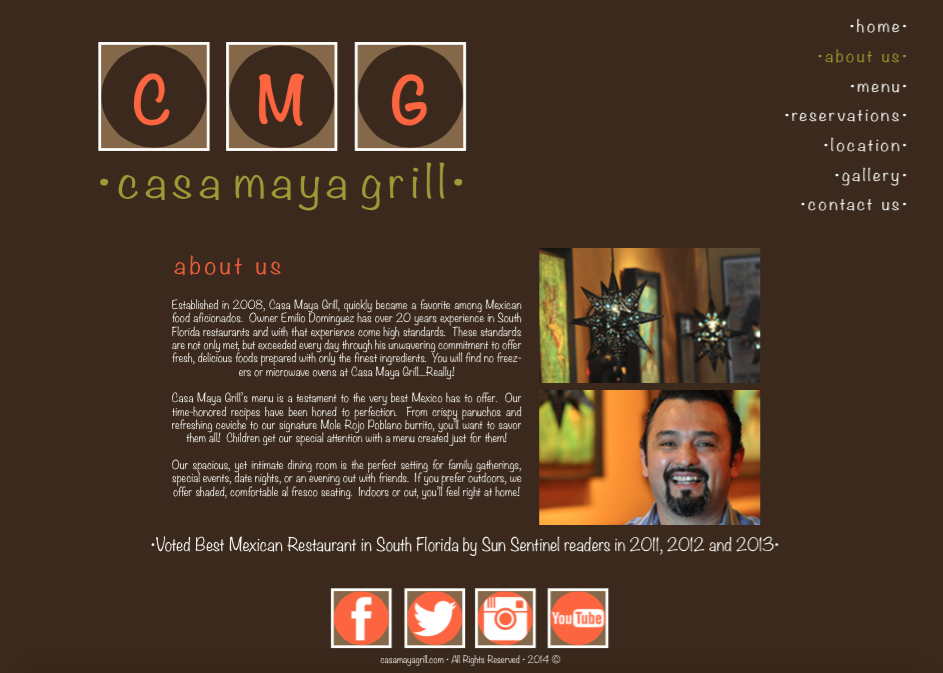 C M G
·casa maya grill·
·home·
·about us·
·menu·
·reservations·
·location·
·gallery·
·contact us·
about us
Established in 2008, Casa Maya Grill, quickly became a favorite among Mexican
food aficionados. Owner Emilio Dominguez has over 20 years experience in South
Florida restaurants and with that experience come high standards. These standards
are not only met, but exceeded every day through his unwavering commitment to offer
fresh, delicious foods prepared with only the finest ingredients. You will find no freez-
ers or microwave ovens at Casa Maya Grill...Really!
Casa Maya Grill's menu is a testament to the very best Mexico has to offer. Our
time-honored recipes have been honed to perfection. From crispy panuchos and
refreshing ceviche to our signature Mole Rojo Poblano burrito, you'll want to savor
them all! Children get our special attention with a menu created just for them!
Our spacious, yet intimate dining room is the perfect setting for family gatherings,
special events, date nights, or an evening out with friends. If you prefer outdoors, we
offer shaded, comfortable al fresco seating. Indoors or out, you'll feel right at home!
·Voted Best Mexican Restaurant in South Florida by Sun Sentinel readers in 2011, 2012 and 2013·
f
You Tube
casamayagrill.com · All Rights Reserved · 2014 ©